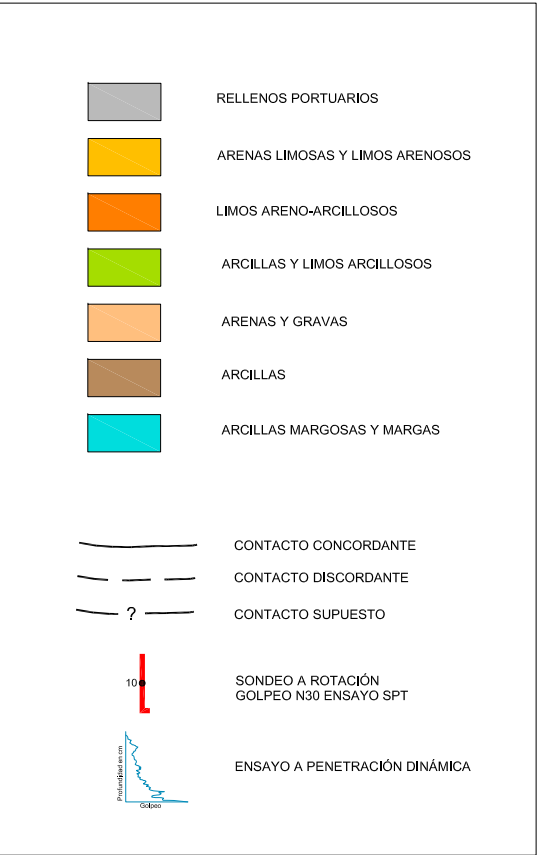 RELLENOS PORTUARIOS
ARENAS LIMOSAS Y LIMOS ARENOSOS
LIMOS ARENO-ARCILLOSOS
ARCILLAS Y LIMOS ARCILLOSOS
ARENAS Y GRAVAS
ARCILLAS
ARCILLAS MARGOSAS Y MARGAS
CONTACTO CONCORDANTE
CONTACTO DISCORDANTE
? CONTACTO SUPUESTO
10 SONDEO A ROTACIÓN
GOLPEO N30 ENSAYO SPT
Profundidad en cm
ENSAYO A PENETRACIÓN DINÁMICA
Golpeo